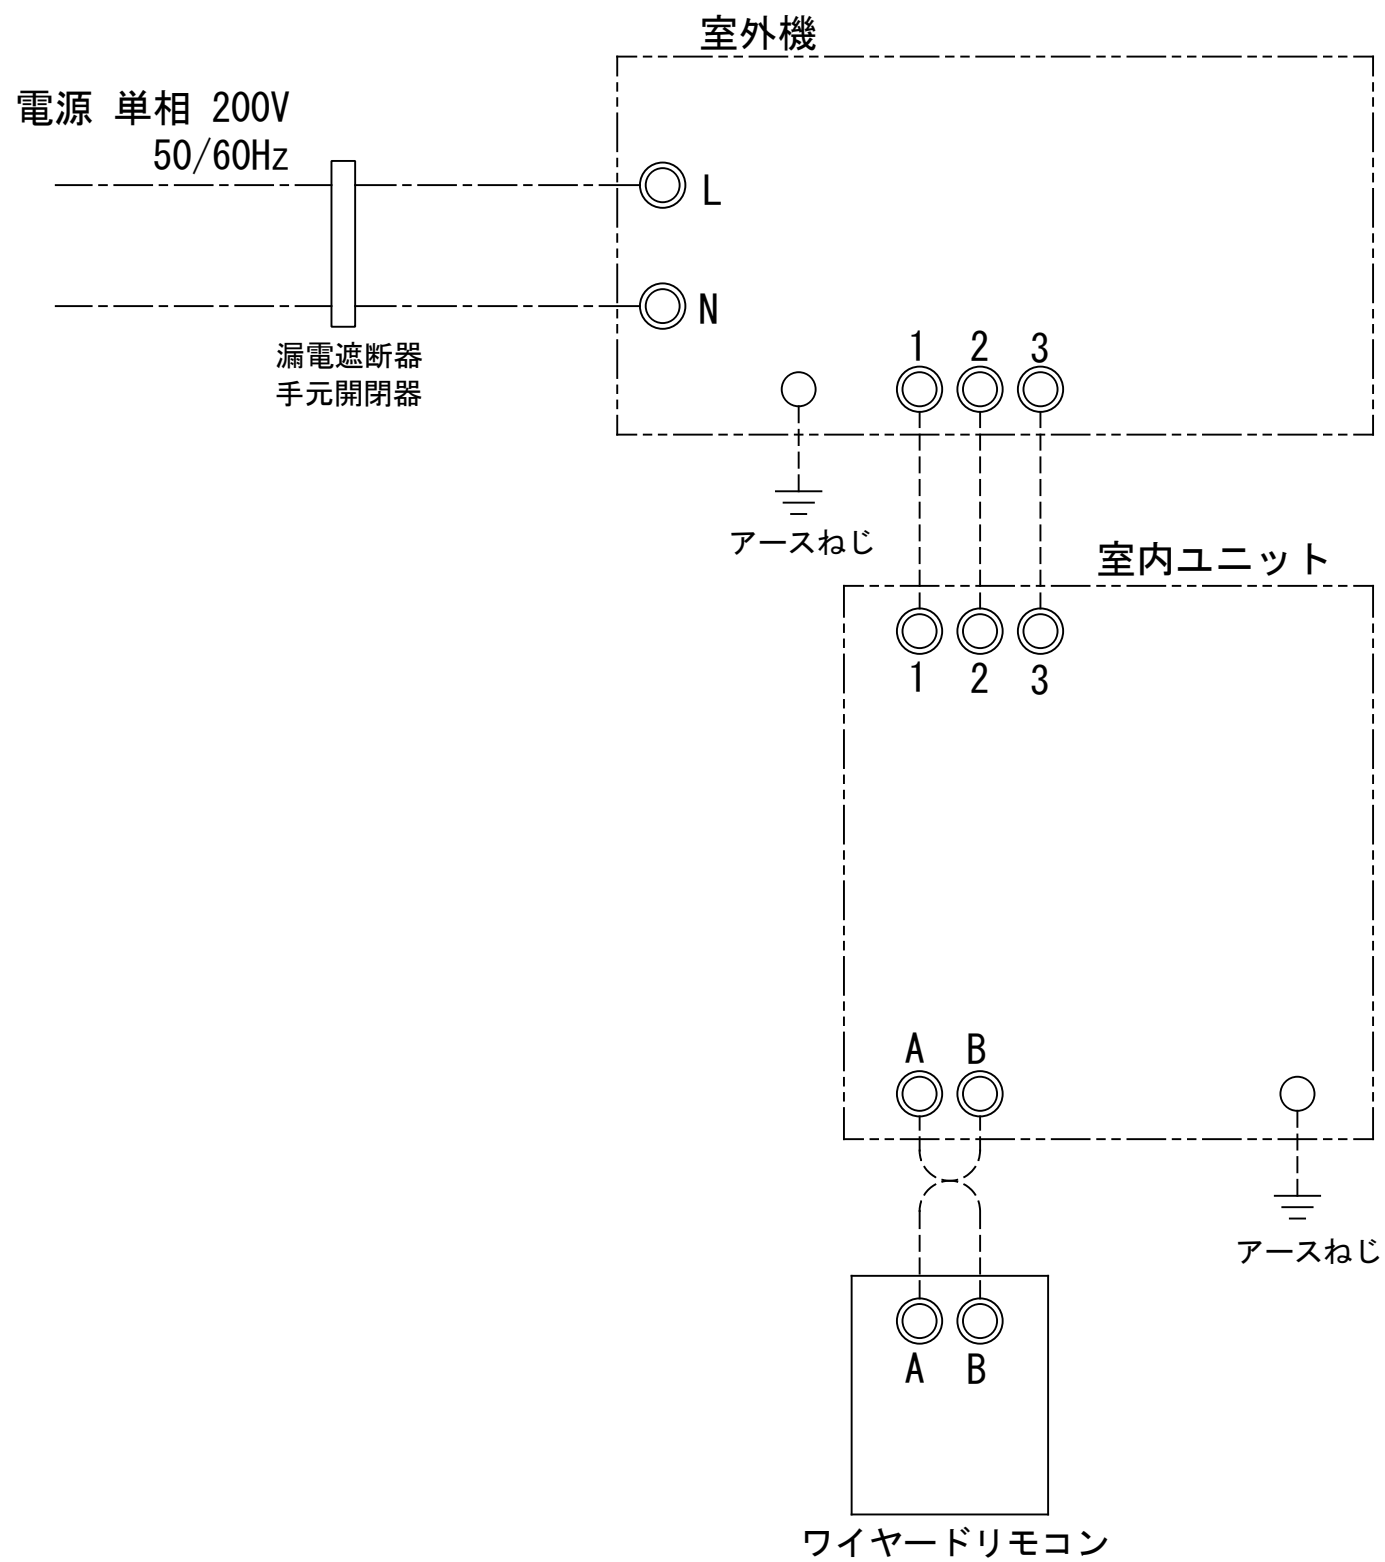 室外機
電源 単相 200V
50/60Hz
L
N
漏電遮断器
手元開閉器
1 2 3
アースねじ
室内ユニット
1 2 3
A B
アースねじ
A B
ワイヤードリモコン